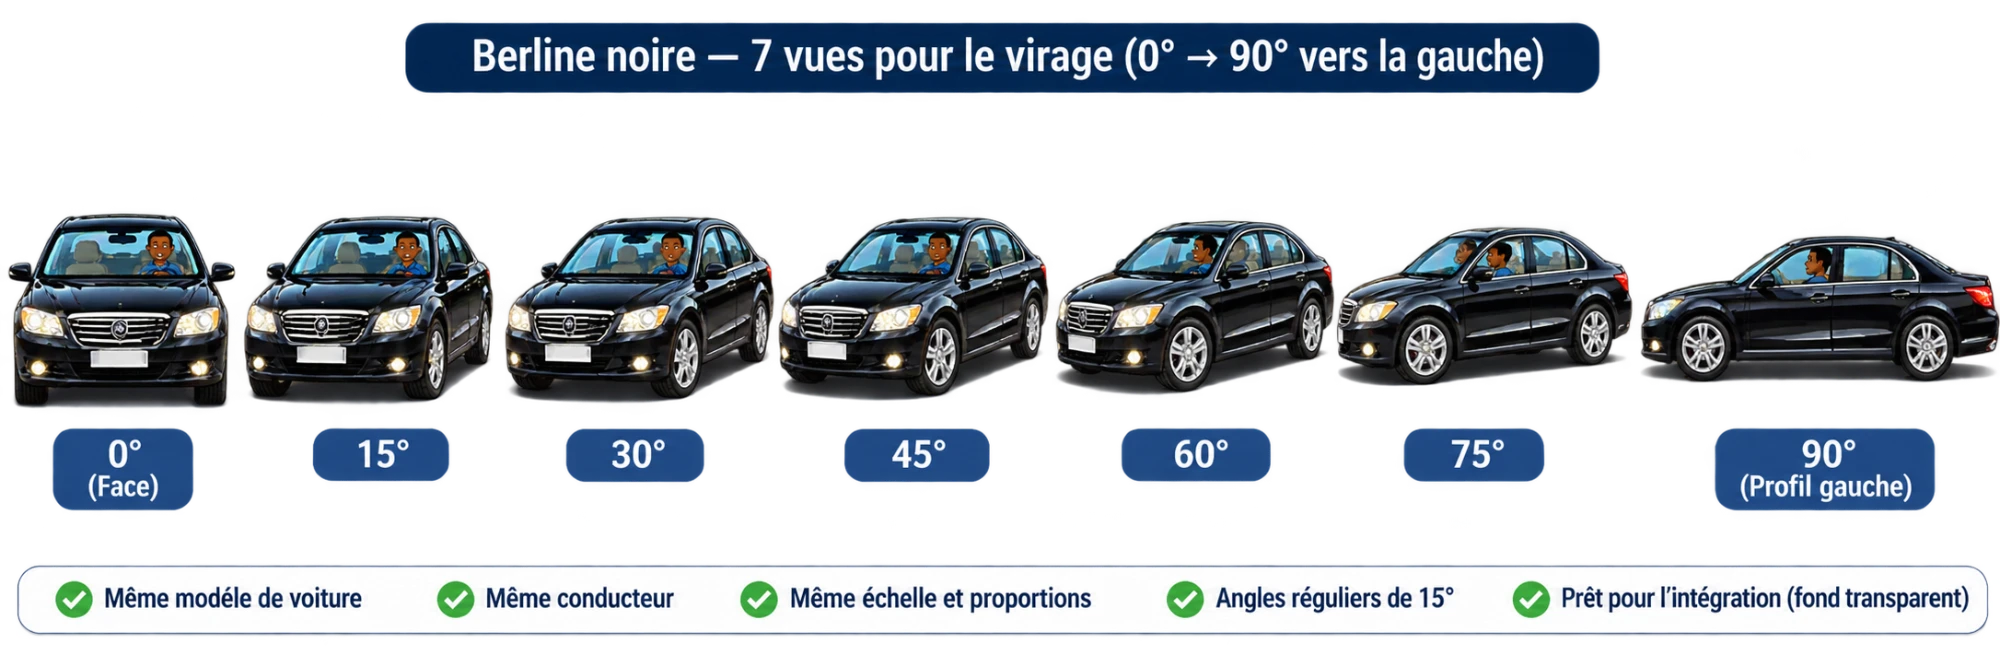 Berline noire — 7 vues pour le virage (0° → 90° vers la gauche)
0°
(Face)
15°
30°
45°
60°
75°
90°
(Profil gauche)
Même modéle de voiture
Même conducteur
Même échelle et proportions
Angles réguliers de 15°
Prêt pour l'intégration (fond transparent)